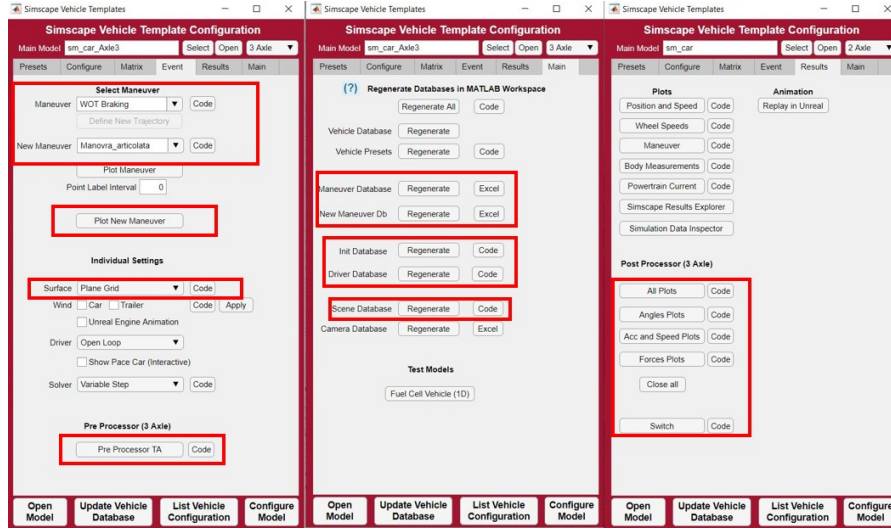 Simscape Vehicle Templates
Simscape Vehicle Template Configuration
Main Model sm_car_Axle3 Select Open 3 Axle
Presets Configure Matrix Event Results Main
Select Maneuver
Maneuver WOT Braking Code
Define New Trajectory
New Maneuver Manovra_articolata Code
Plot Maneuver
Point Label Interval 0
Plot New Maneuver
Individual Settings
Surface Plane Grid Code
Wind Car Trailer Code Apply
Unreal Engine Animation
Driver Open Loop
Show Pace Car (Interactive)
Solver Variable Step Code
Pre Processor (3 Axle)
Pre Processor TA Code
Open Model Update Vehicle Database List Vehicle Configuration Configure Model
Simscape Vehicle Templates
Simscape Vehicle Template Configuration
Main Model sm_car_Axle3 Select Open 3 Axle
Presets Configure Matrix Event Results Main
(?) Regenerate Databases in MATLAB Workspace
Regenerate All Code
Vehicle Database Regenerate
Vehicle Presets Regenerate Code
Maneuver Database Regenerate Excel
New Maneuver Db Regenerate Excel
Init Database Regenerate Code
Driver Database Regenerate Code
Scene Database Regenerate Code
Camera Database Regenerate Excel
Test Models
Fuel Cell Vehicle (1D)
Open Model Update Vehicle Database List Vehicle Configuration Configure Model
Simscape Vehicle Templates
Simscape Vehicle Template Configuration
Main Model sm_car Select Open 2 Axle
Presets Configure Matrix Event Results Main
Plots Animation
Position and Speed Code Replay in Unreal
Wheel Speeds Code
Maneuver Code
Body Measurements Code
Powertrain Current Code
Simscape Results Explorer
Simulation Data Inspector
Post Processor (3 Axle)
All Plots Code
Angles Plots Code
Acc and Speed Plots Code
Forces Plots Code
Close all
Switch Code
Open Model Update Vehicle Database List Vehicle Configuration Configure Model